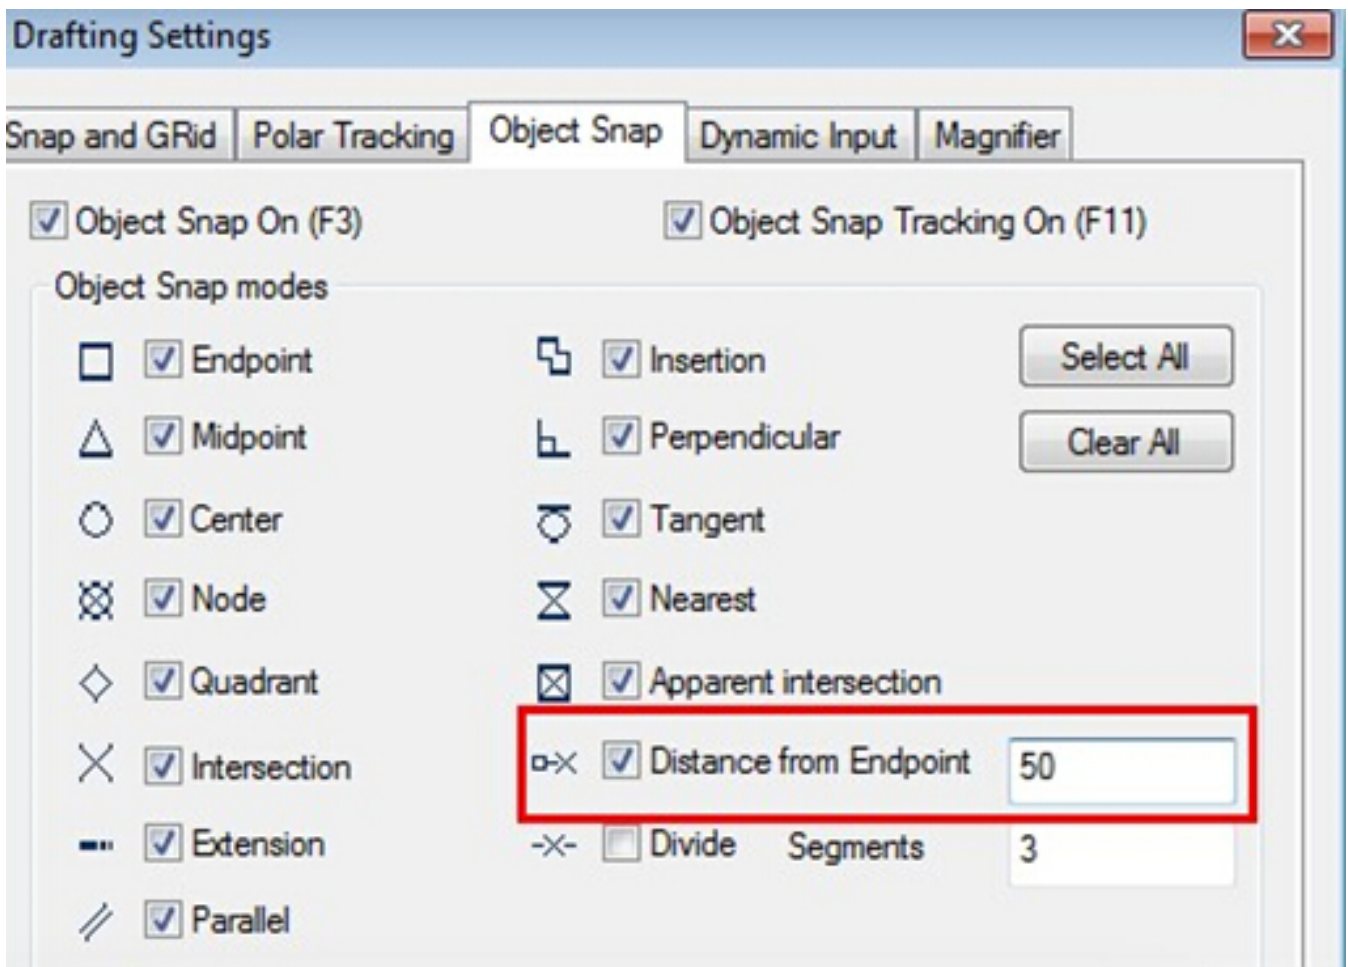 Drafting Settings
Snap and GRid Polar Tracking Object Snap Dynamic Input Magnifier
Object Snap On (F3) Object Snap Tracking On (F11)
Object Snap modes
Endpoint Insertion Select All
Midpoint Perpendicular Clear All
Center Tangent
Node Nearest
Quadrant Apparent intersection
Intersection Distance from Endpoint 50
Extension Divide Segments 3
Parallel